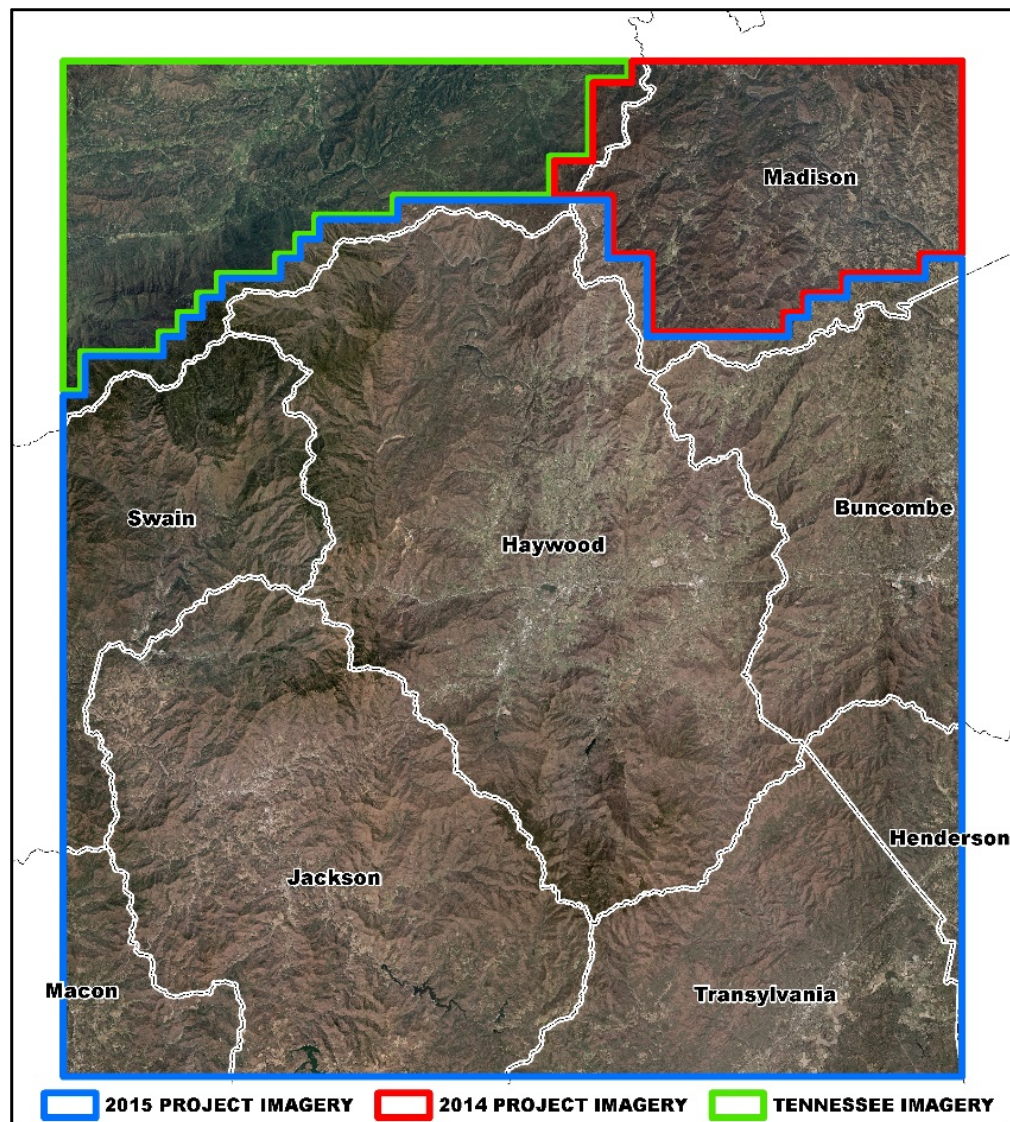 Madison
Swain
Buncombe
Haywood
Henderson
Jackson
Macon
Transylvania
2015 PROJECT IMAGERY
2014 PROJECT IMAGERY
TENNESSEE IMAGERY